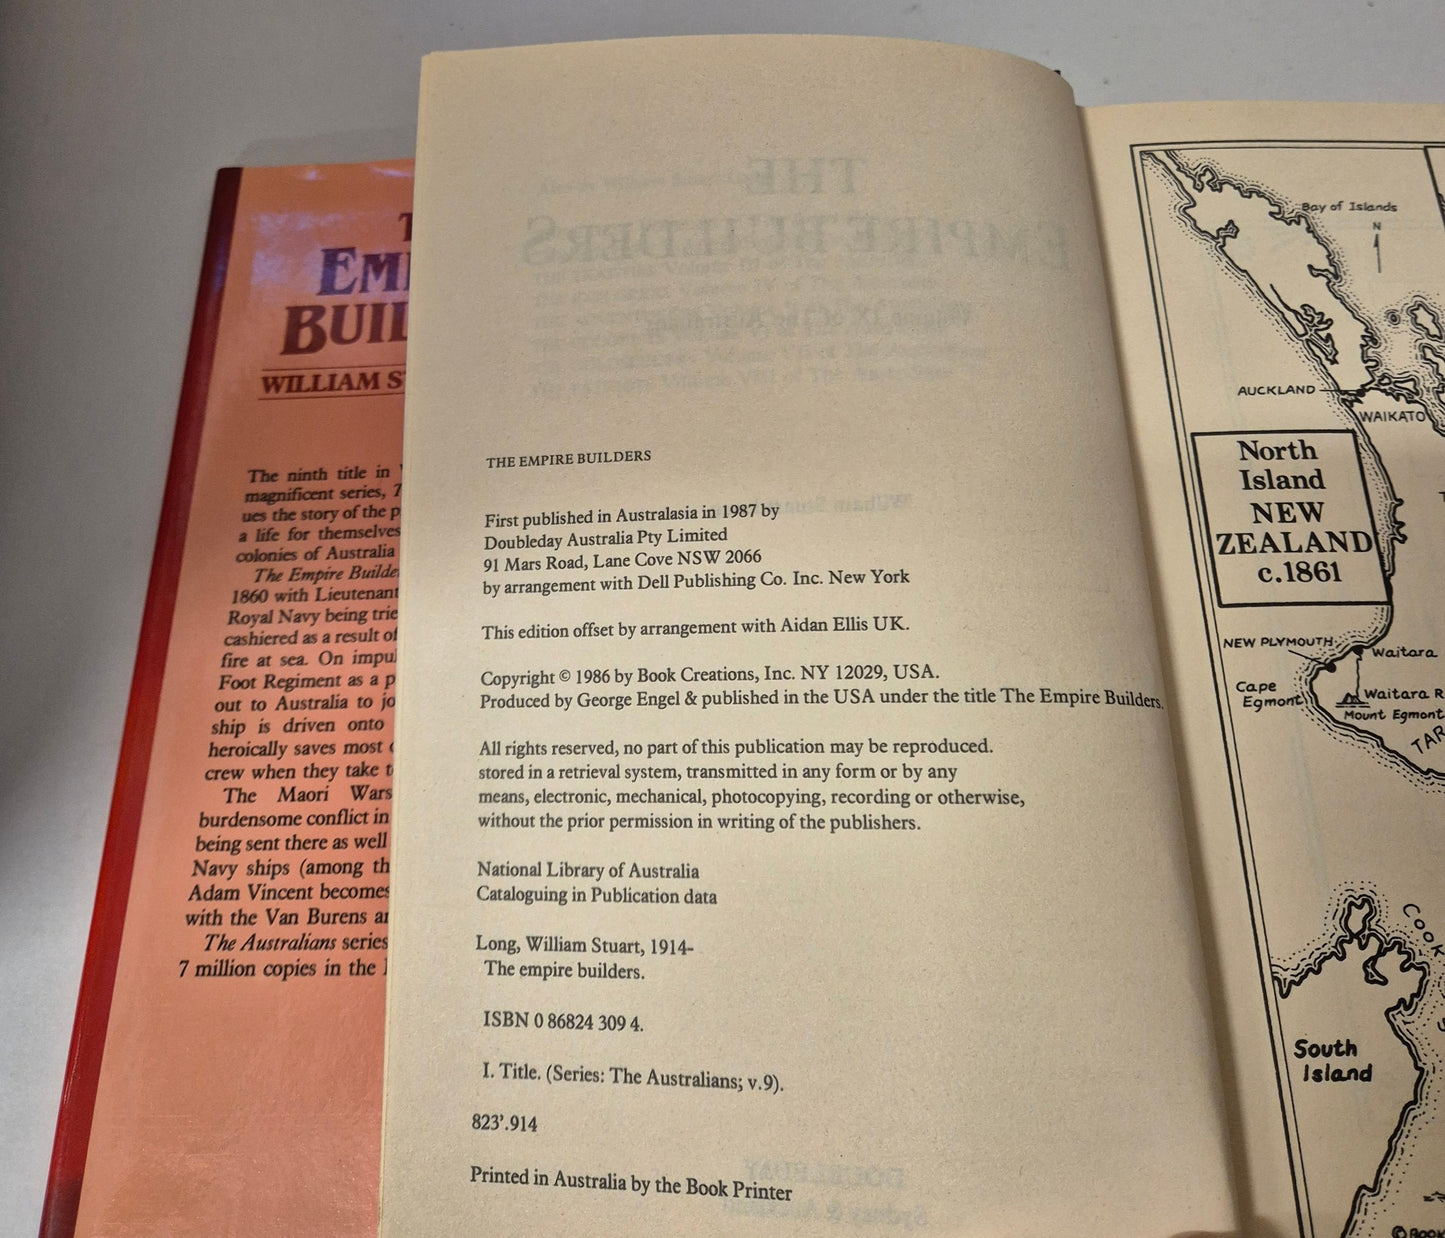 EM
BUIL
WILLIAM S
The ninth title in
magnificent series, 7
ues the story of the p
a life for themselves
colonies of Australia
The Empire Builde
1860 with Lieutenant
Royal Navy being trie
cashiered as a result of
fire at sea. On impul
Foot Regiment as a p
out to Australia to jo
ship is driven onto
heroically saves most
crew when they take t
The Maori Wars
burdensome conflict in
being sent there as well
Navy ships (among th
Adam Vincent becomes
with the Van Burens a
The Australians series
7 million copies in the
THE
EMPIRE BUILDERS
THE EMPIRE BUILDERS
First published in Australasia in 1987 by
Doubleday Australia Pty Limited
91 Mars Road, Lane Cove NSW 2066
by arrangement with Dell Publishing Co. Inc. New York
This edition offset by arrangement with Aidan Ellis UK.
Copyright © 1986 by Book Creations, Inc. NY 12029, USA.
Produced by George Engel & published in the USA under the title The Empire Builders.
All rights reserved, no part of this publication may be reproduced.
stored in a retrieval system, transmitted in any form or by any
means, electronic, mechanical, photocopying, recording or otherwise,
without the prior permission in writing of the publishers.
National Library of Australia
Cataloguing in Publication data
Long, William Stuart, 1914-
The empire builders.
ISBN 0 86824 309 4.
I. Title. (Series: The Australians; v.9).
823'.914
Printed in Australia by the Book Printer
Bay of Islands
N
AUCKLAND
WAIKATO
North
Island
NEW
ZEALAND
c.1861
NEW PLYMOUTH
Waitara
Cape
Egmont
Waitara R
Mount Egmont
TAR
COOK
South
Island
© BOOK